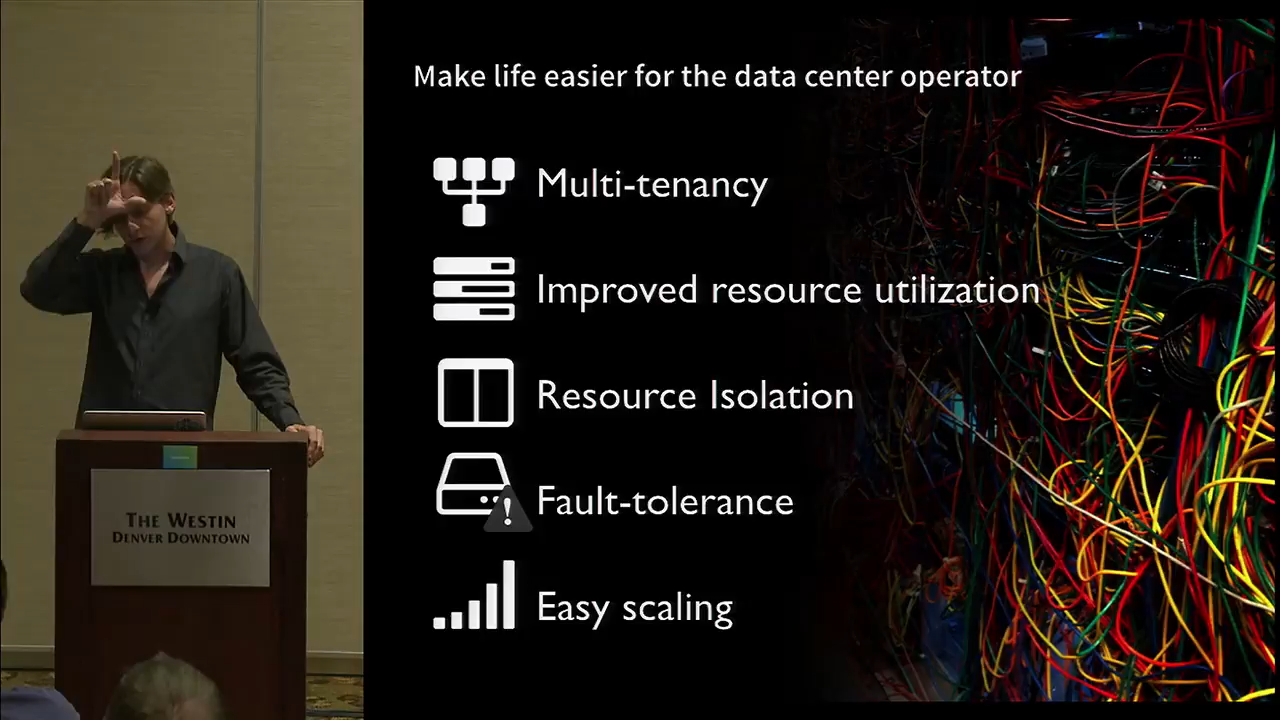 Make life easier for the data center operator
Multi-tenancy
Improved resource utilization
Resource Isolation
Fault-tolerance
Easy scaling
THE WESTIN
DENVER DOWNTOWN